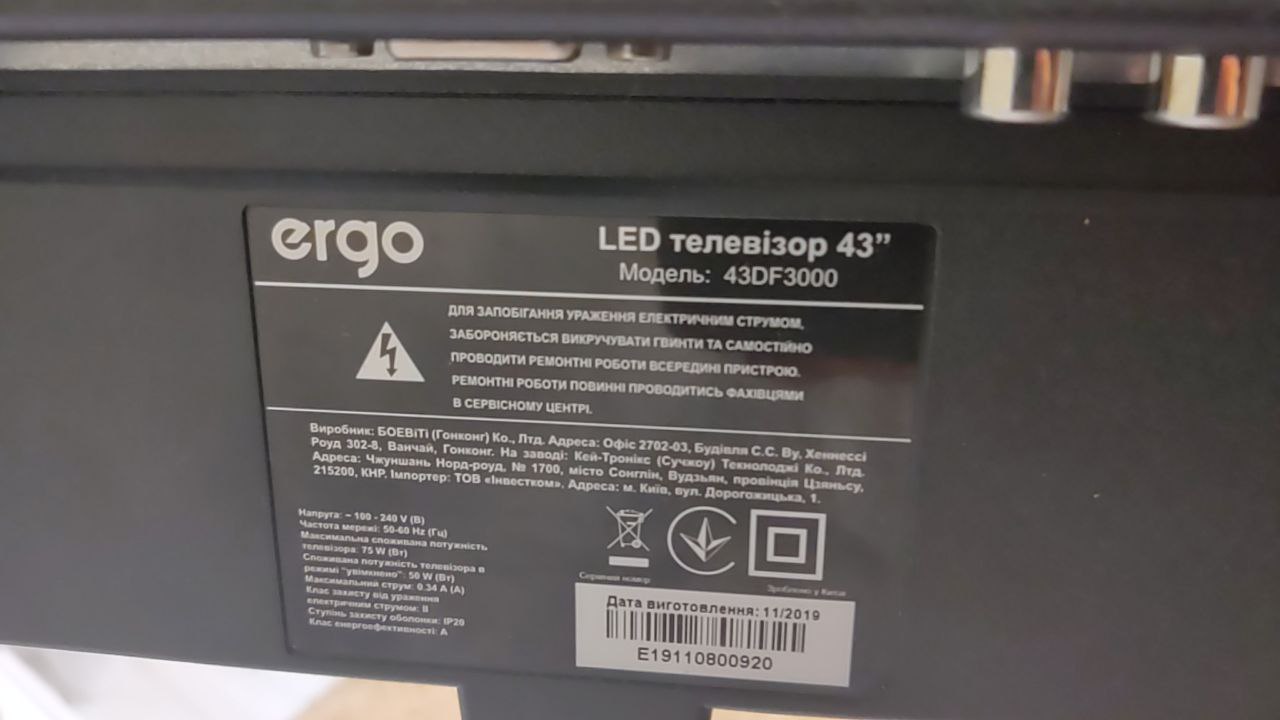 ergo
LED телевізор 43”
Модель: 43DF3000
ДЛЯ ЗАПОБІГАННЯ УРАЖЕННЯ ЕЛЕКТРИЧНИМ СТРУМОМ,
ЗАБОРОНЯЄТЬСЯ ВИКРУЧУВАТИ ГВИНТИ ТА САМОСТІЙНО
ПРОВОДИТИ РЕМОНТНІ РОБОТИ ВСЕРЕДИНІ ПРИСТРОЮ.
РЕМОНТНІ РОБОТИ ПОВИННІ ПРОВОДИТИСЬ ФАХІВЦЯМИ
В СЕРВІСНОМУ ЦЕНТРІ.
Виробник: БОЕВіТі (Гонконг) Ко., Лтд. Адреса: Офіс 2702-03, Будівля С.С. Ву, Хеннессі
Роуд 302-8, Ванчай, Гонконг. На заводі: Кей-Тронікс (Сучжоу) Текнолоджі Ко., Лтд.
Адреса: Чжуншань Норд-роуд, № 1700, місто Сонглін, Вудзьян, провінція Цзяньсу,
215200, КНР. Імпортер: ТОВ «Інвестком». Адреса: м. Київ, вул. Дорогожицька, 1.
Напруга: ~ 100 - 240 V (В)
Частота мережі: 50-60 Hz (Гц)
Максимальна споживана потужність
телевізора: 75 W (Вт)
Споживана потужність телевізора в
режимі "увімкнено": 50 W (Вт)
Максимальний струм: 0.34 A (А)
Клас захисту від ураження
електричним струмом: II
Ступінь захисту оболонки: IP20
Клас енергоефективності: A
Серійний номер
Зроблено у Китаї
Дата виготовлення: 11/2019
E19110800920